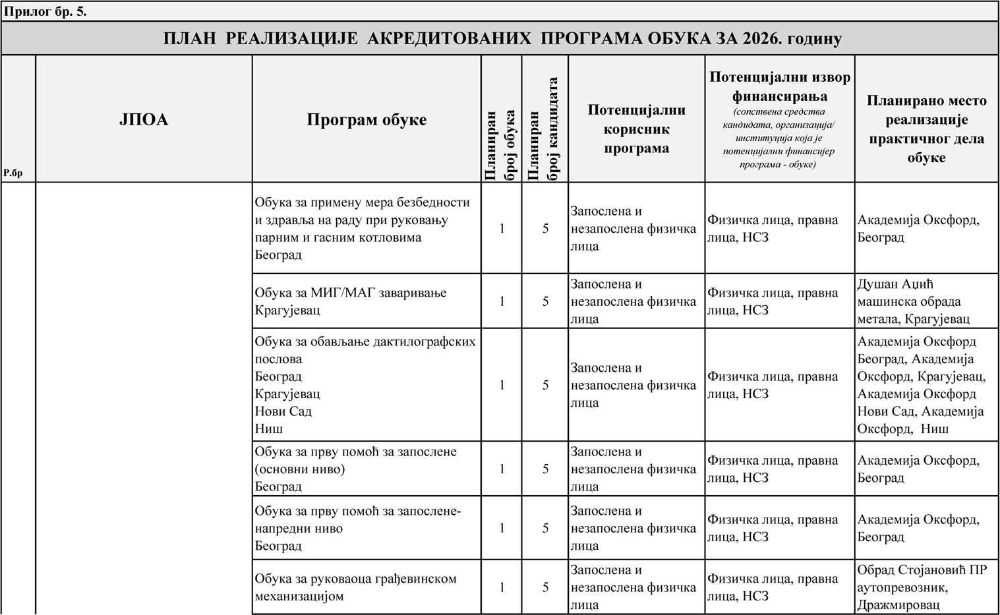 Прилог бр. 5.
ПЛАН РЕАЛИЗАЦИЈЕ АКРЕДИТОВАНИХ ПРОГРАМА ОБУКА ЗА 2026. годину
Р.бр
ЈПОА
Програм обуке
Планиран
број обука
Планиран
број кандидата
Потенцијални
корисник
програма
Потенцијални извор
финансирања
(сопствена средства
кандидата, организација/
институција која је
потенцијални финансијер
програма - обуке)
Планирано место
реализације
практичног дела
обуке
Обука за примену мера безбедности
и здравља на раду при руковању
парним и гасним котловима
Београд
1
5
Запослена и
незапослена физичка
лица
Физичка лица, правна
лица, НСЗ
Академија Оксфорд,
Београд
Обука за МИГ/МАГ заваривање
Крагујевац
1
5
Запослена и
незапослена физичка
лица
Физичка лица, правна
лица, НСЗ
Душан Аџић
машинска обрада
метала, Крагујевац
Обука за обављање дактилографских
послова
Београд
Крагујевац
Нови Сад
Ниш
1
5
Запослена и
незапослена физичка
лица
Физичка лица, правна
лица, НСЗ
Академија Оксфорд
Београд, Академија
Оксфорд, Крагујевац,
Академија Оксфорд
Нови Сад, Академија
Оксфорд, Ниш
Обука за прву помоћ за запослене
(основни ниво)
Београд
1
5
Запослена и
незапослена физичка
лица
Физичка лица, правна
лица, НСЗ
Академија Оксфорд,
Београд
Обука за прву помоћ за запослене-
напредни ниво
Београд
1
5
Запослена и
незапослена физичка
лица
Физичка лица, правна
лица, НСЗ
Академија Оксфорд,
Београд
Обука за руковаоца грађевинском
механизацијом
1
5
Запослена и
незапослена физичка
лица
Физичка лица, правна
лица, НСЗ
Обрад Стојановић ПР
аутопревозник,
Дражмировац